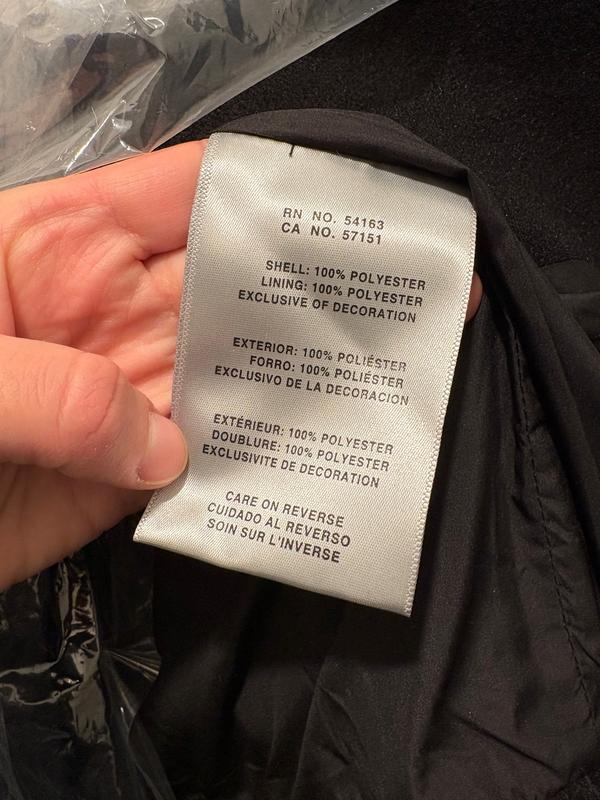 RN NO. 54163
CA NO. 57151
SHELL: 100% POLYESTER
LINING: 100% POLYESTER
EXCLUSIVE OF DECORATION
EXTERIOR: 100% POLIÉSTER
FORRO: 100% POLIÉSTER
EXCLUSIVO DE LA DECORACION
EXTÉRIEUR: 100% POLYESTER
DOUBLURE: 100% POLYESTER
EXCLUSIVITE DE DECORATION
CARE ON REVERSE
CUIDADO AL REVERSO
SOIN SUR L'INVERSE